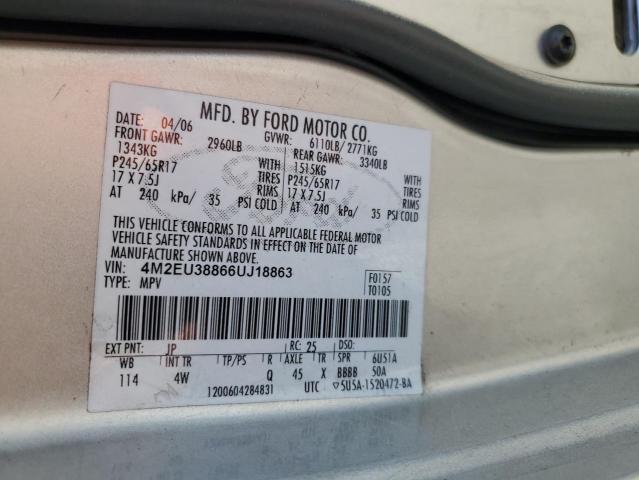 MFD. BY FORD MOTOR CO.
DATE: 04/06 GVWR: 6110LB/2771KG
FRONT GAWR: 2960LB REAR GAWR: 3340LB
1343KG WITH 1515KG WITH
P245/65R17 TIRES P245/65R17 TIRES
17 X 7.5J RIMS 17 X 7.5J RIMS
AT 240 kPa/ 35 PSI COLD AT 240 kPa/ 35 PSI COLD
THIS VEHICLE CONFORMS TO ALL APPLICABLE FEDERAL MOTOR
VEHICLE SAFETY STANDARDS IN EFFECT ON THE DATE OF
MANUFACTURE SHOWN ABOVE.
VIN: 4M2EU38866UJ18863 F0157
TYPE: MPV T0105
EXT PNT: JP RC: 25 DSO:
WB TR TP/PS R AXLE TR SPR 6U51A
114 4W Q 45 X BBBB 50A
1200604284831 UTC 5U5A-1520472-BA